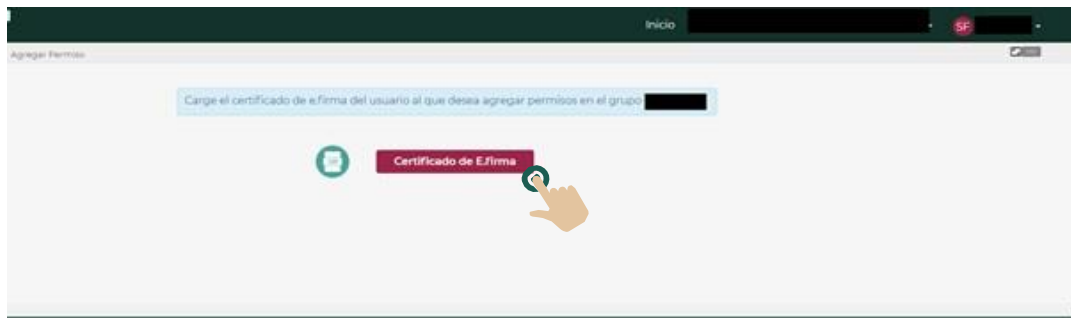 Inicio
SF
Agregar Permiso
Carge el certificado de e.firma del usuario al que desea agregar permisos en el grupo
Certificado de E.firma